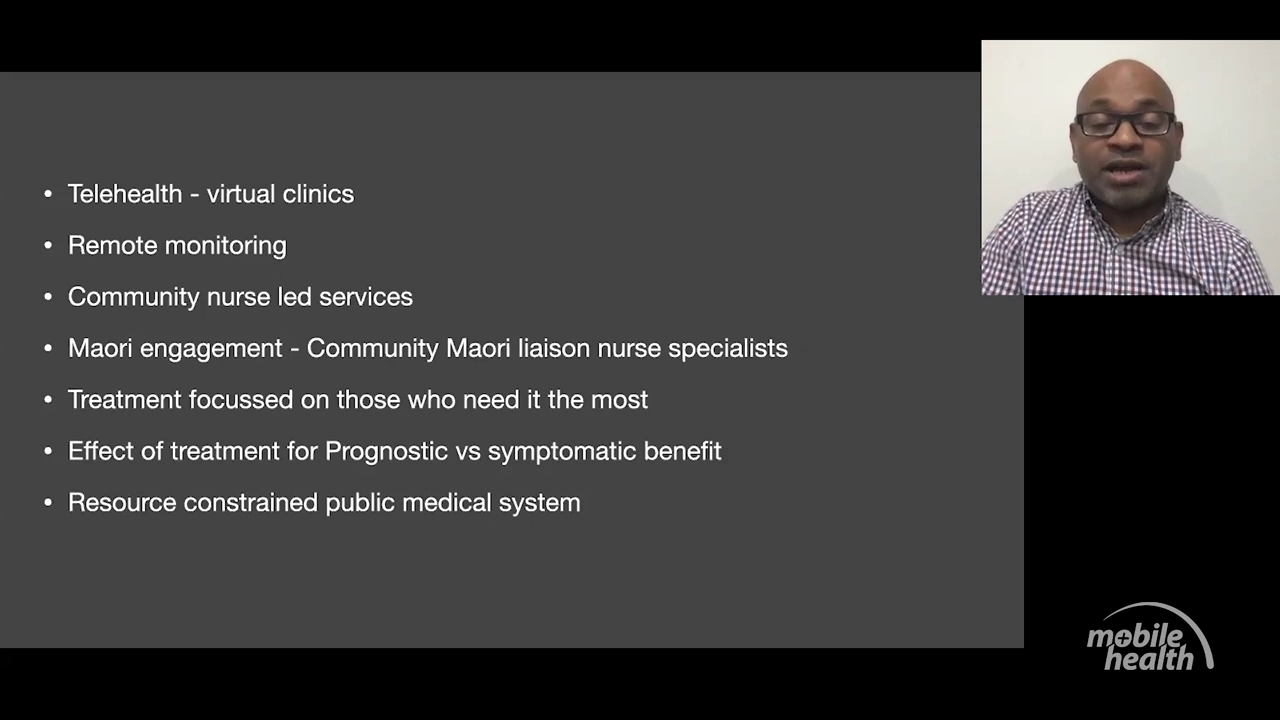 • Telehealth - virtual clinics
• Remote monitoring
• Community nurse led services
• Maori engagement - Community Maori liaison nurse specialists
• Treatment focussed on those who need it the most
• Effect of treatment for Prognostic vs symptomatic benefit
• Resource constrained public medical system
mobile
health